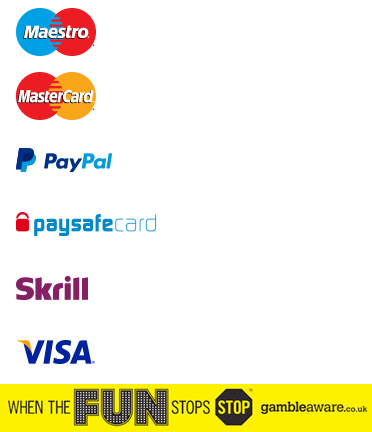 Maestro
MasterCard
PayPal
paysafecard
Skrill
VISA
WHEN THE FUN STOPS STOP gambleaware.co.uk